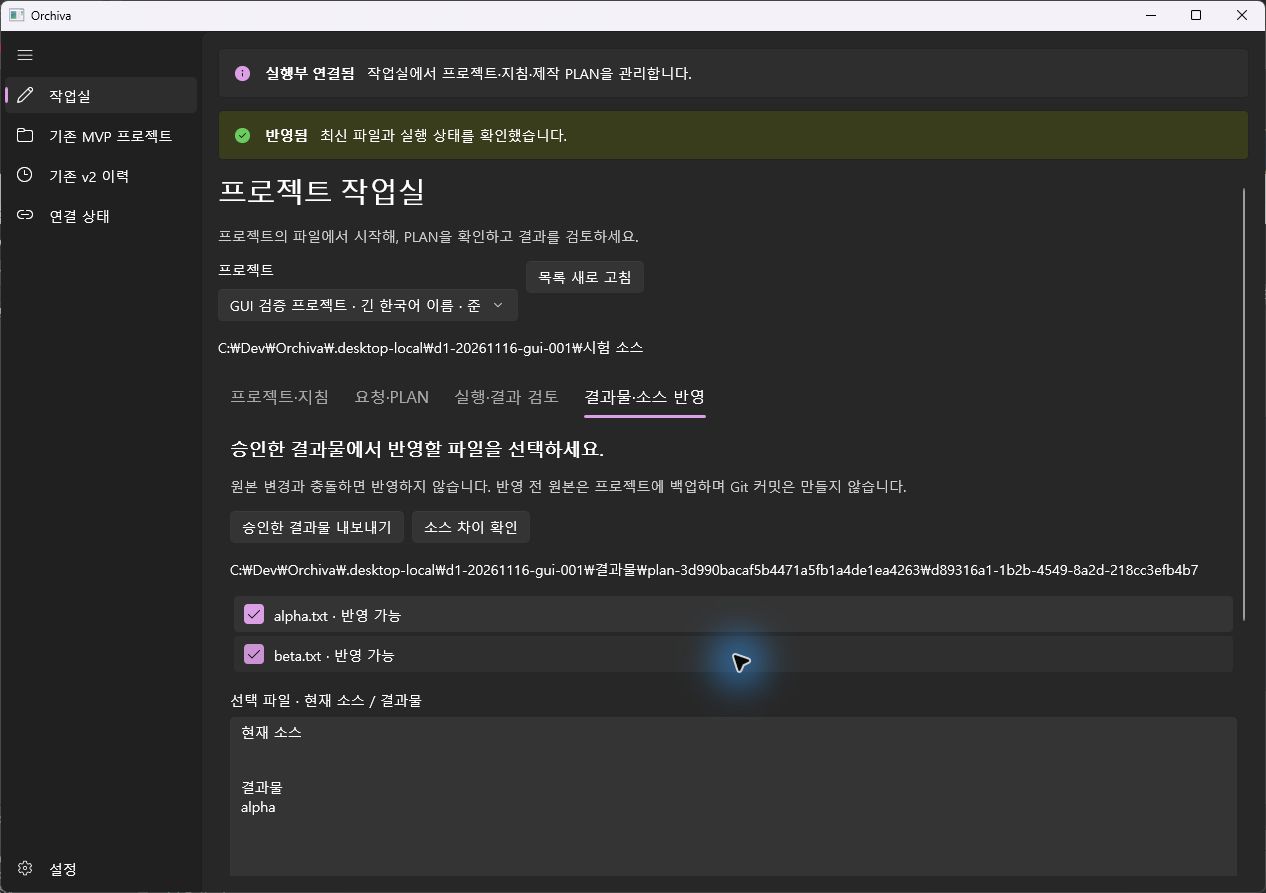 Orchiva
작업실
기존 MVP 프로젝트
기존 v2 이력
연결 상태
설정
실행부 연결됨 작업실에서 프로젝트·지침·제작 PLAN을 관리합니다.
반영됨 최신 파일과 실행 상태를 확인했습니다.
프로젝트 작업실
프로젝트의 파일에서 시작해, PLAN을 확인하고 결과를 검토하세요.
프로젝트
목록 새로 고침
GUI 검증 프로젝트 · 긴 한국어 이름 · 준
C:₩Dev₩Orchiva₩.desktop-local₩d1-20261116-gui-001₩시험 소스
프로젝트·지침 요청·PLAN 실행·결과 검토 결과물·소스 반영
승인한 결과물에서 반영할 파일을 선택하세요.
원본 변경과 충돌하면 반영하지 않습니다. 반영 전 원본은 프로젝트에 백업하며 Git 커밋은 만들지 않습니다.
승인한 결과물 내보내기 소스 차이 확인
C:₩Dev₩Orchiva₩.desktop-local₩d1-20261116-gui-001₩결과물₩plan-3d990bacaf5b4471a5fb1a4de1ea4263₩d89316a1-1b2b-4549-8a2d-218cc3efb4b7
alpha.txt · 반영 가능
beta.txt · 반영 가능
선택 파일 · 현재 소스 / 결과물
현재 소스
결과물
alpha